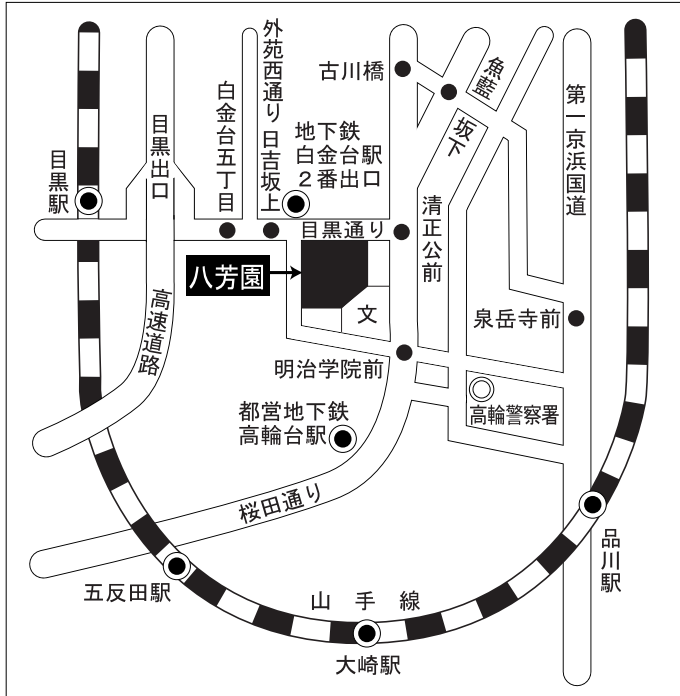 外苑西通り
古川橋
魚藍
坂下
第一京浜国道
白金台五丁目
日吉坂上
地下鉄
白金台駅
２番出口
目黒出口
目黒駅
清正公前
目黒通り
八芳園
高速道路
文
泉岳寺前
明治学院前
都営地下鉄
高輪台駅
高輪警察署
桜田通り
品川駅
五反田駅
山手線
大崎駅